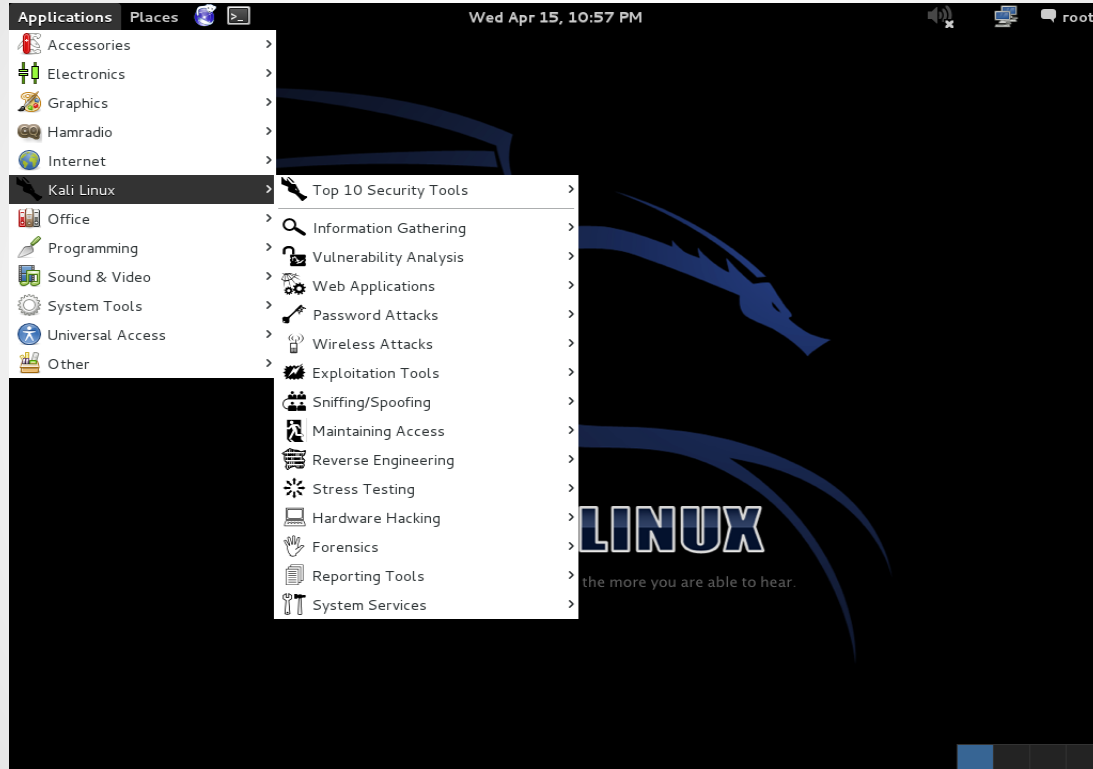 Applications Places Wed Apr 15, 10:57 PM root
Accessories
Electronics
Graphics
Hamradio
Internet
Kali Linux
Office
Programming
Sound & Video
System Tools
Universal Access
Other
Top 10 Security Tools
Information Gathering
Vulnerability Analysis
Web Applications
Password Attacks
Wireless Attacks
Exploitation Tools
Sniffing/Spoofing
Maintaining Access
Reverse Engineering
Stress Testing
Hardware Hacking
Forensics
Reporting Tools
System Services
LINUX
the more you are able to hear.